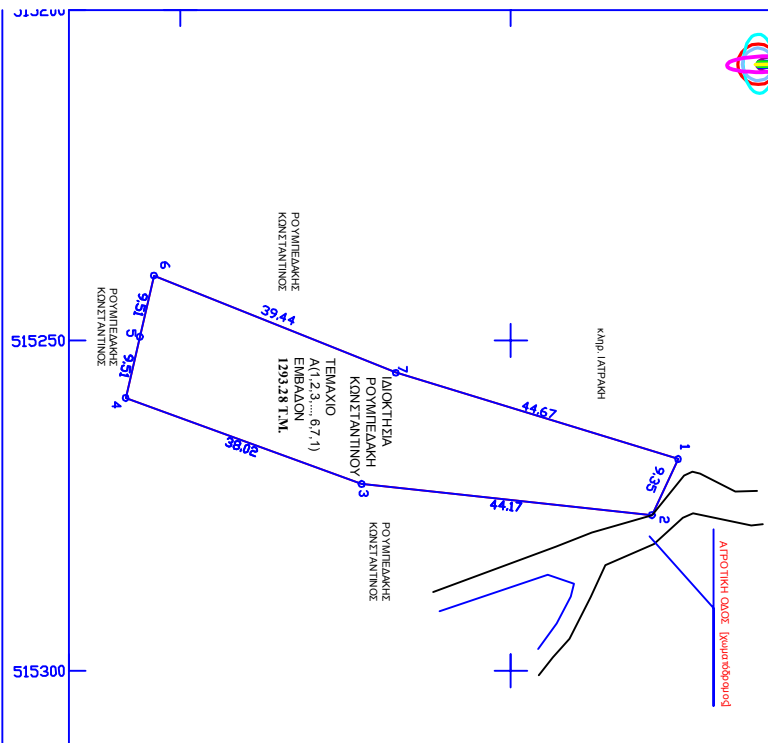 515200
515250
515300
ΡΟΥΜΠΕΔΑΚΗΣ
ΚΩΝΣΤΑΝΤΙΝΟΣ
ΡΟΥΜΠΕΔΑΚΗΣ
ΚΩΝΣΤΑΝΤΙΝΟΣ
κληρ. ΙΑΤΡΑΚΗ
6
9.51
5
9.51
4
39.44
7
44.67
1
9.35
2
44.17
3
38.02
ΙΔΙΟΚΤΗΣΙΑ
ΡΟΥΜΠΕΔΑΚΗ
ΚΩΝΣΤΑΝΤΙΝΟΥ
ΤΕΜΑΧΙΟ
Α(1,2,3,...,6,7,1)
ΕΜΒΑΔΟΝ
1293.28 Τ.Μ.
ΡΟΥΜΠΕΔΑΚΗΣ
ΚΩΝΣΤΑΝΤΙΝΟΣ
ΑΓΡΟΤΙΚΗ ΟΔΟΣ [χωματόδρομος]